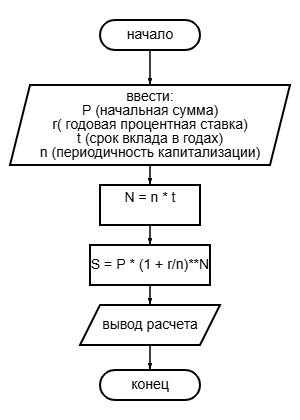 начало
ввести:
P (начальная сумма)
r( годовая процентная ставка)
t (срок вклада в годах)
n (периодичность капитализации)
N = n * t
S = P * (1 + r/n)**N
вывод расчета
конец